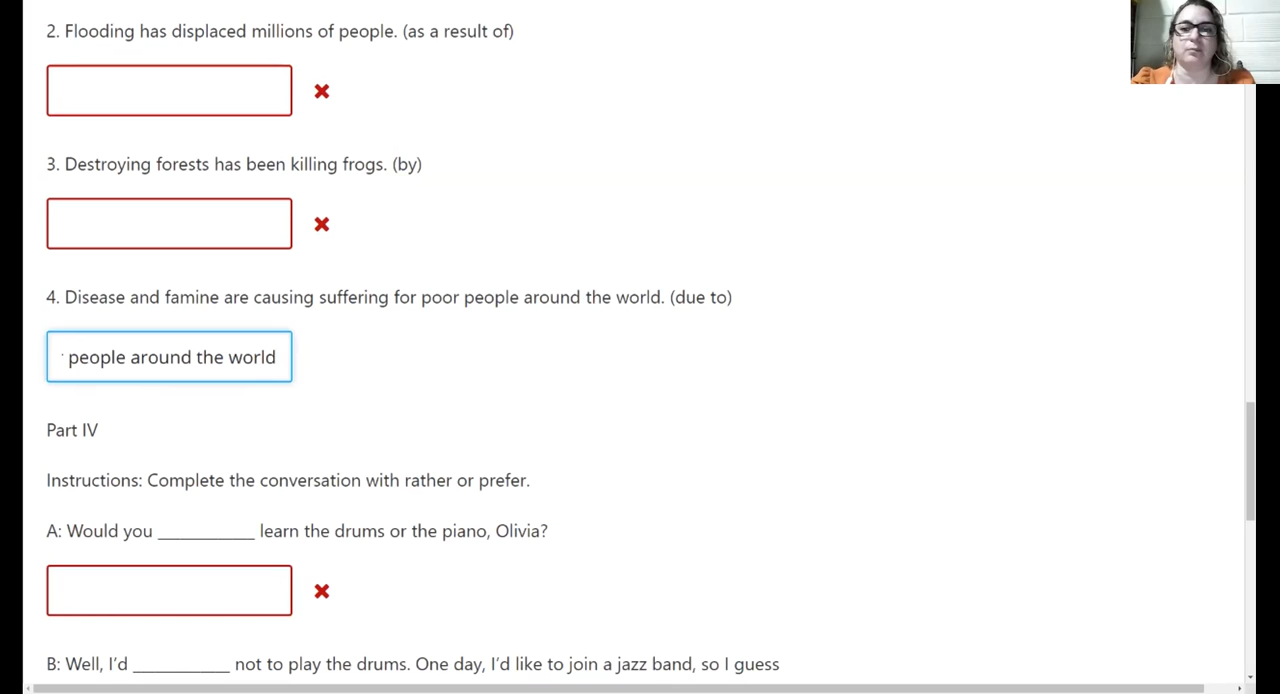 2. Flooding has displaced millions of people. (as a result of)
3. Destroying forests has been killing frogs. (by)
4. Disease and famine are causing suffering for poor people around the world. (due to)
people around the world
Part IV
Instructions: Complete the conversation with rather or prefer.
A: Would you __________ learn the drums or the piano, Olivia?
B: Well, I’d __________ not to play the drums. One day, I’d like to join a jazz band, so I guess